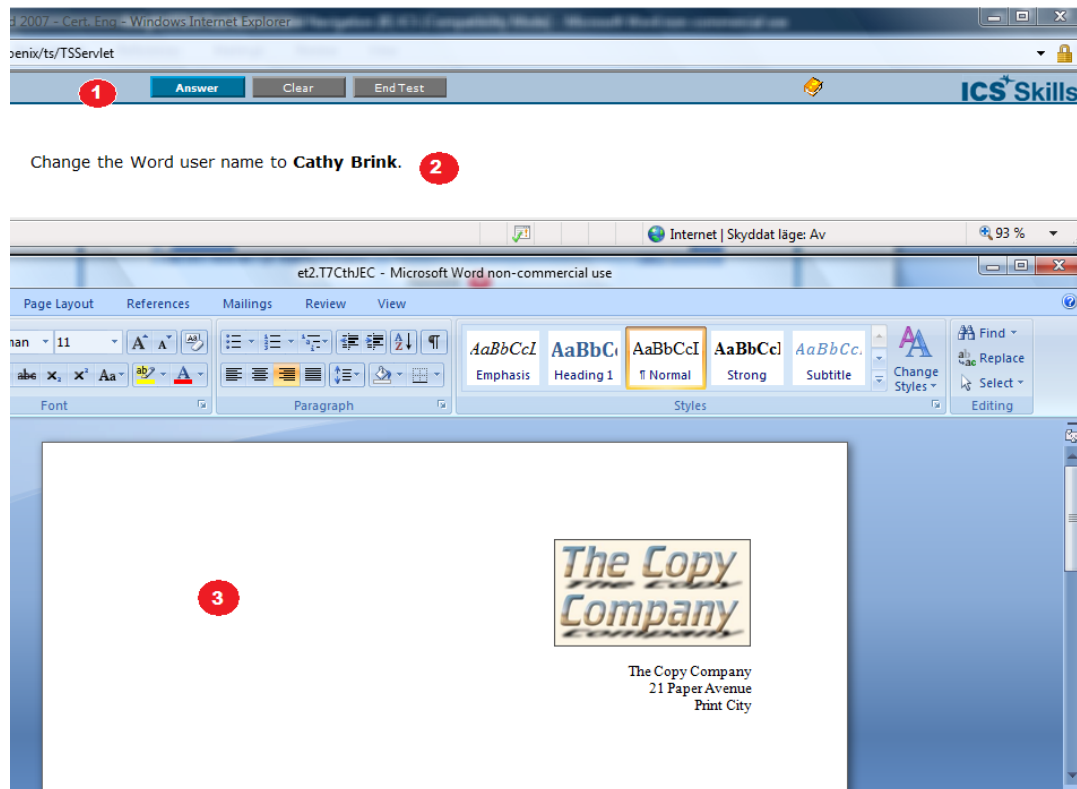 3 2007 - Cert. Eng - Windows Internet Explorer
oenix/ts/TSServlet
1
Answer Clear End Test
ICS Skills
Change the Word user name to Cathy Brink.
2
Internet | Skyddat läge: Av 93 %
et2.T7CthJEC - Microsoft Word non-commercial use
Page Layout References Mailings Review View
man 11
AaBbCcI AaBbC AaBbCcI AaBbCcl AaBbCc.
Emphasis Heading 1 ¶ Normal Strong Subtitle
Change
Styles
Find
Replace
Select
Font Paragraph Styles Editing
3
The Copy
Company
The Copy Company
21 Paper Avenue
Print City